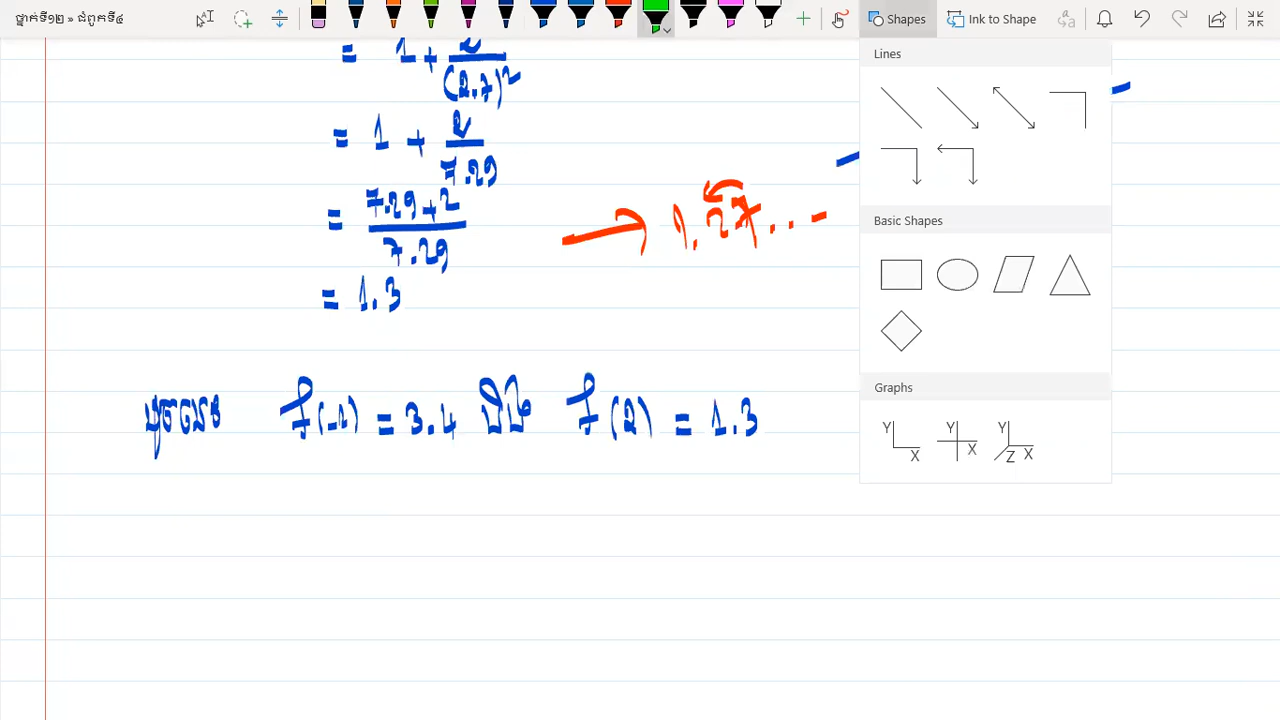 ថ្នាក់ទី១២ » ជំពូកទី៤
Shapes
Ink to Shape
Lines
Basic Shapes
Graphs
Y X Y X Y Z X
= 1 + 2/(2.7)²
= 1 + 2/7.29
= (7.29 + 2)/7.29
→ 1.27...
= 1.3
ដូចនេះ f(-1) = 3.4 និង f(2) = 1.3